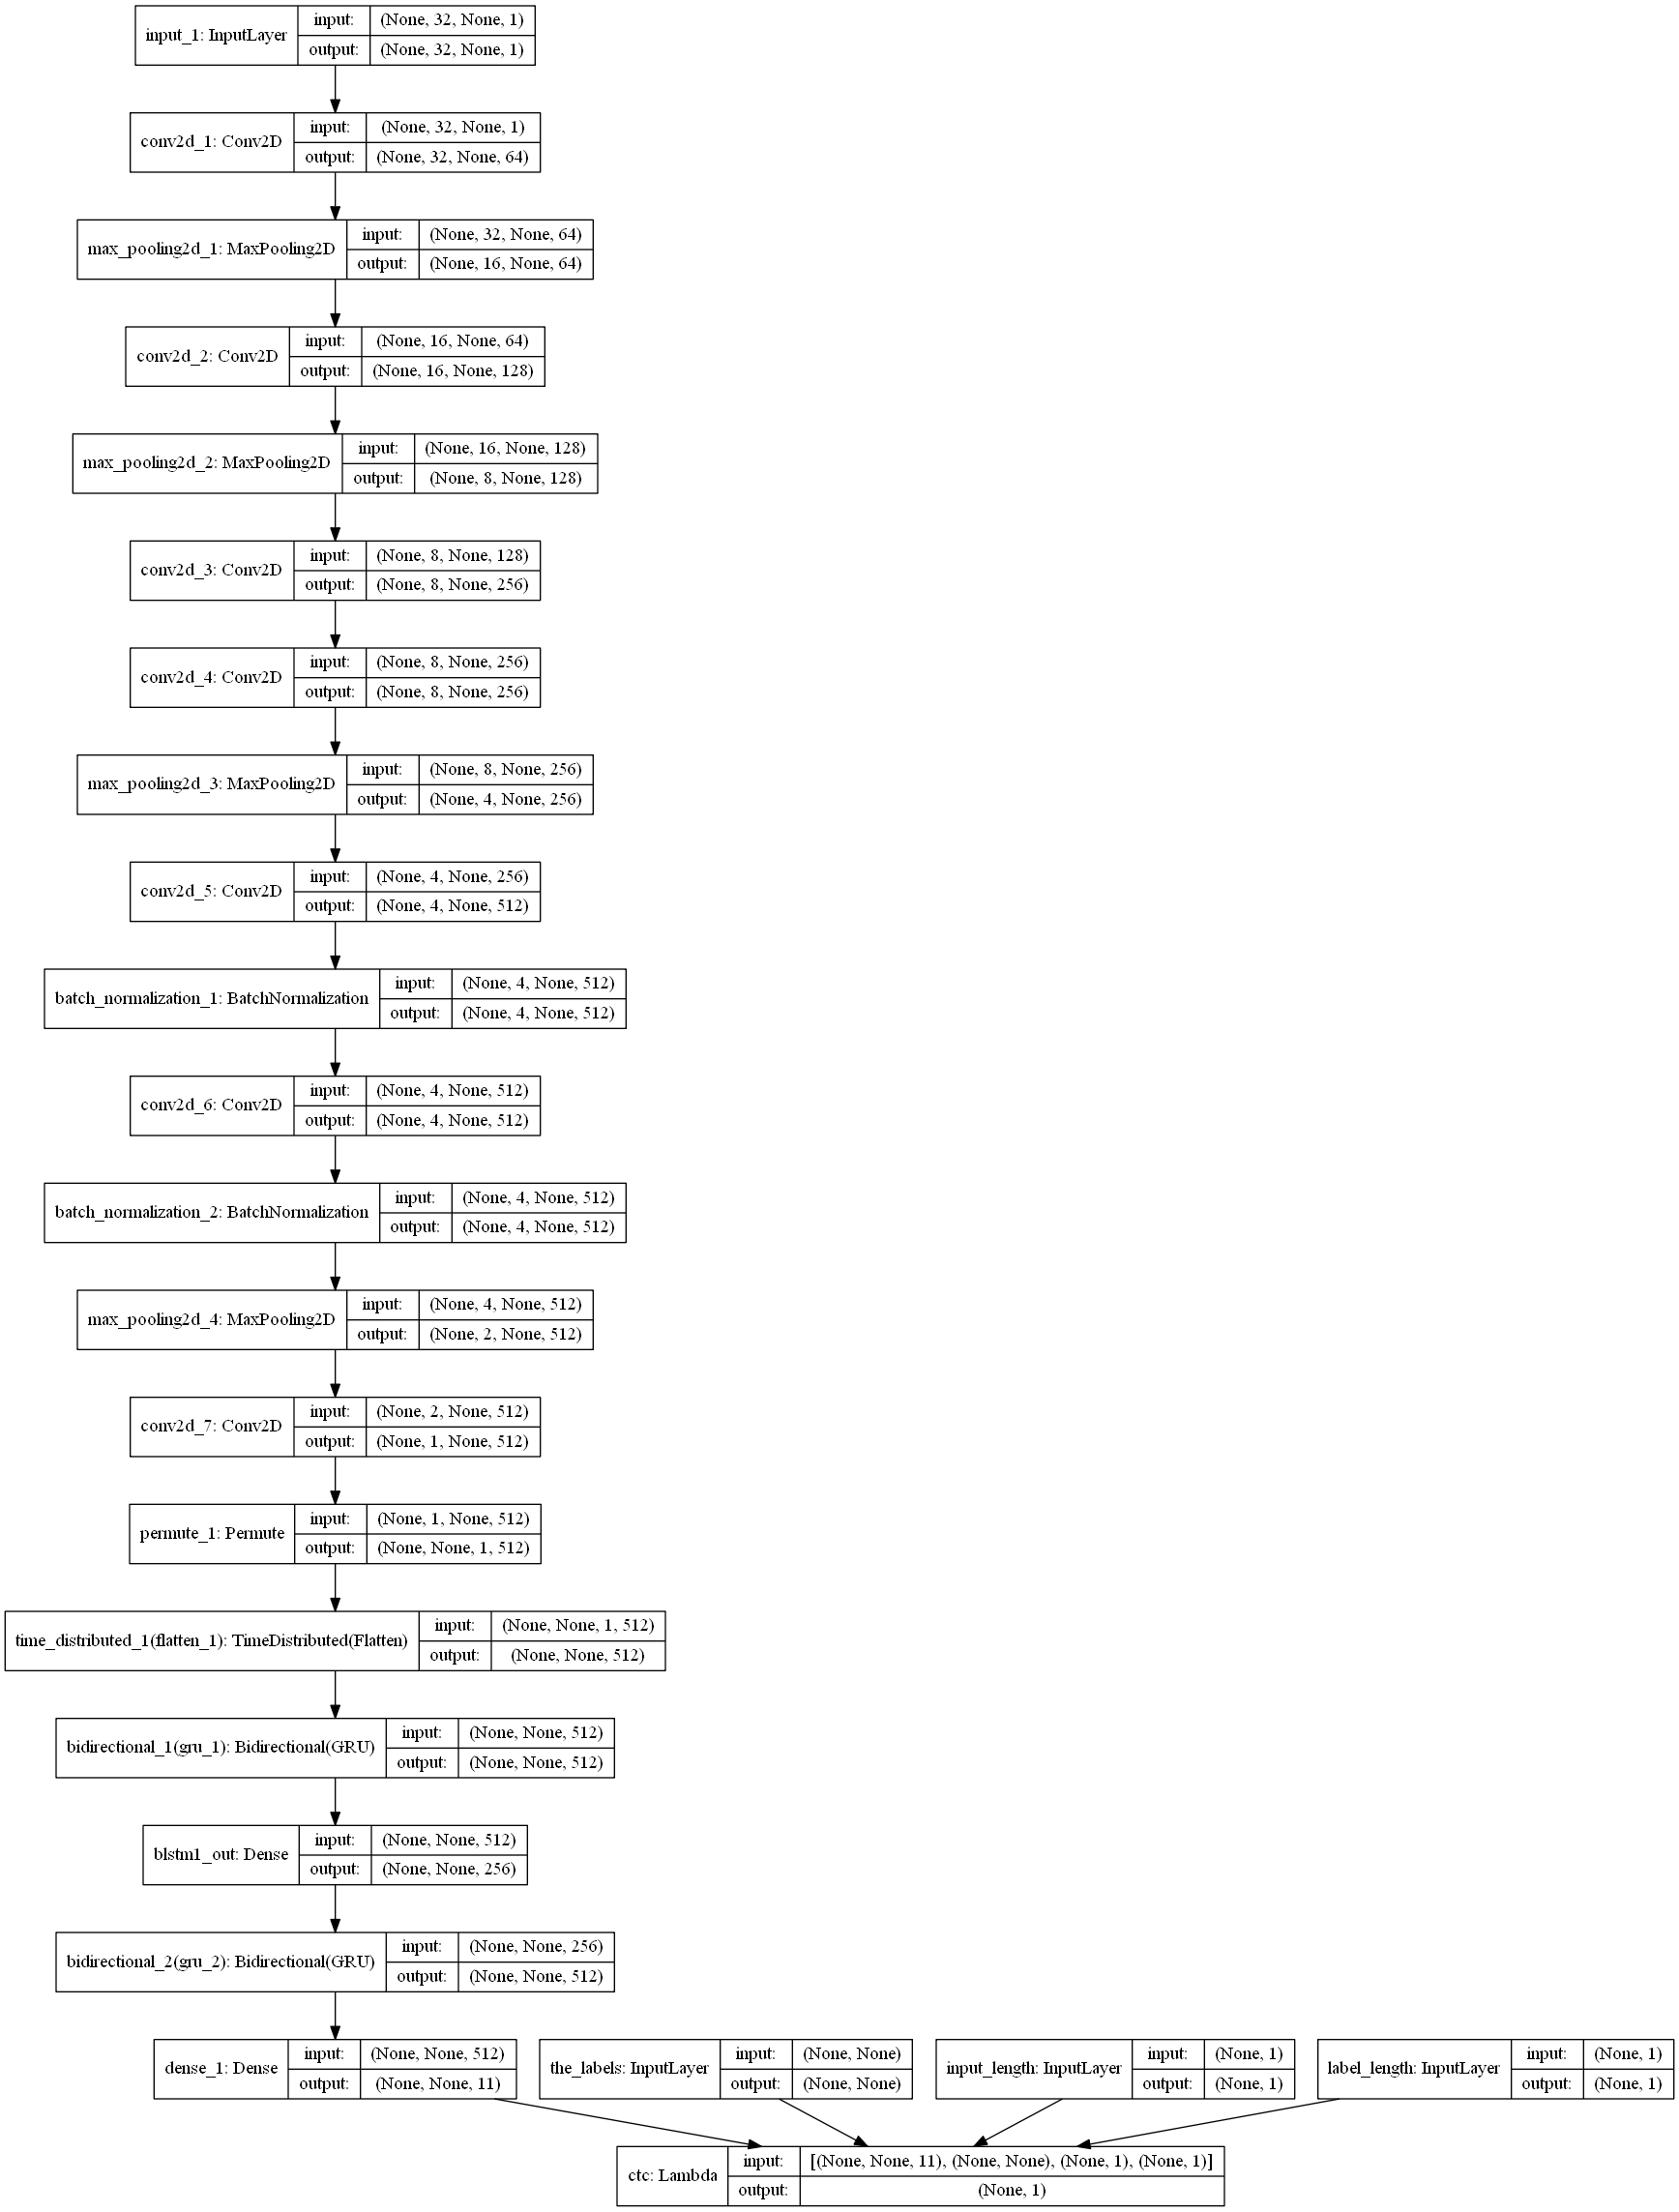 input_1: InputLayer
input: (None, 32, None, 1)
output: (None, 32, None, 1)
conv2d_1: Conv2D
input: (None, 32, None, 1)
output: (None, 32, None, 64)
max_pooling2d_1: MaxPooling2D
input: (None, 32, None, 64)
output: (None, 16, None, 64)
conv2d_2: Conv2D
input: (None, 16, None, 64)
output: (None, 16, None, 128)
max_pooling2d_2: MaxPooling2D
input: (None, 16, None, 128)
output: (None, 8, None, 128)
conv2d_3: Conv2D
input: (None, 8, None, 128)
output: (None, 8, None, 256)
conv2d_4: Conv2D
input: (None, 8, None, 256)
output: (None, 8, None, 256)
max_pooling2d_3: MaxPooling2D
input: (None, 8, None, 256)
output: (None, 4, None, 256)
conv2d_5: Conv2D
input: (None, 4, None, 256)
output: (None, 4, None, 512)
batch_normalization_1: BatchNormalization
input: (None, 4, None, 512)
output: (None, 4, None, 512)
conv2d_6: Conv2D
input: (None, 4, None, 512)
output: (None, 4, None, 512)
batch_normalization_2: BatchNormalization
input: (None, 4, None, 512)
output: (None, 4, None, 512)
max_pooling2d_4: MaxPooling2D
input: (None, 4, None, 512)
output: (None, 2, None, 512)
conv2d_7: Conv2D
input: (None, 2, None, 512)
output: (None, 1, None, 512)
permute_1: Permute
input: (None, 1, None, 512)
output: (None, None, 1, 512)
time_distributed_1(flatten_1): TimeDistributed(Flatten)
input: (None, None, 1, 512)
output: (None, None, 512)
bidirectional_1(gru_1): Bidirectional(GRU)
input: (None, None, 512)
output: (None, None, 512)
blstm1_out: Dense
input: (None, None, 512)
output: (None, None, 256)
bidirectional_2(gru_2): Bidirectional(GRU)
input: (None, None, 256)
output: (None, None, 512)
dense_1: Dense
input: (None, None, 512)
output: (None, None, 11)
the_labels: InputLayer
input: (None, None)
output: (None, None)
input_length: InputLayer
input: (None, 1)
output: (None, 1)
label_length: InputLayer
input: (None, 1)
output: (None, 1)
ctc: Lambda
input: [(None, None, 11), (None, None), (None, 1), (None, 1)]
output: (None, 1)